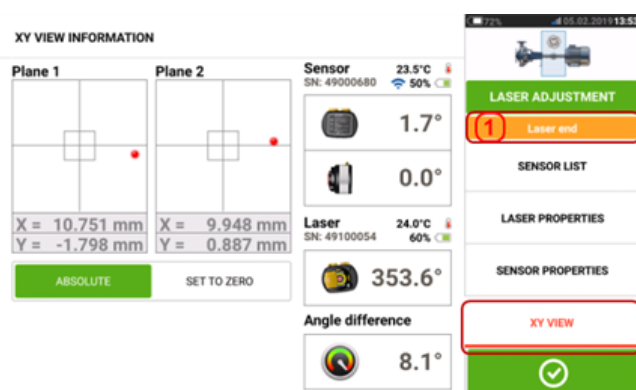 72% 05.02.2019 13:53
XY VIEW INFORMATION
Plane 1
X = 10.751 mm
Y = -1.798 mm
Plane 2
X = 9.948 mm
Y = 0.887 mm
ABSOLUTE
SET TO ZERO
Sensor 23.5°C
SN: 49000680 50%
1.7°
0.0°
Laser 24.0°C
SN: 49100054 60%
353.6°
Angle difference
8.1°
LASER ADJUSTMENT
1 Laser end
SENSOR LIST
LASER PROPERTIES
SENSOR PROPERTIES
XY VIEW